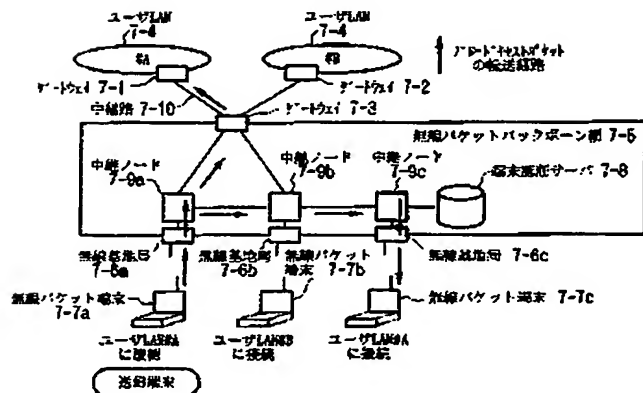 ユーザLAN
7-4
ユーザLAN
7-4
#A
#B
ブロードキャストパケット
の転送経路
ゲートウェイ 7-1
ゲートウェイ 7-2
中継路 7-10
ゲートウェイ 7-3
無線パケットバックボーン網 7-5
中継ノード
7-9a
中継ノード
7-9b
中継ノード
7-9c
サーバ 7-8
無線基地局
7-6a
無線基地局
7-6b
無線パケット
端末 7-7b
無線基地局 7-6c
無線パケット端末
7-7a
無線パケット端末 7-7c
ユーザLAN#A
に接続
ユーザLAN#B
に接続
ユーザLAN#A
に接続
送信端末